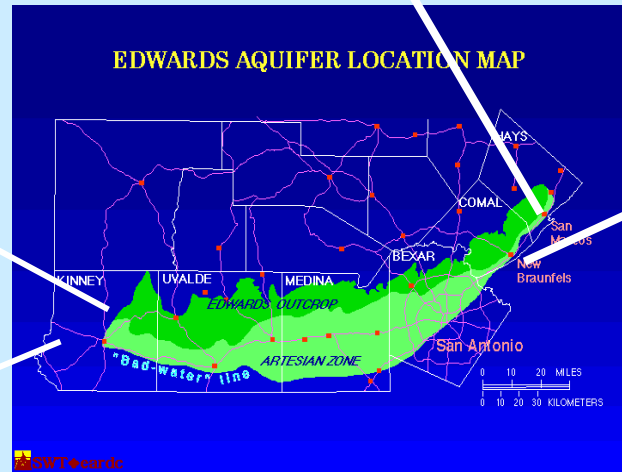 EDWARDS AQUIFER LOCATION MAP
HAYS
COMAL
San
Marcos
BEXAR
New
Braunfels
KINNEY
UVALDE
MEDINA
EDWARDS OUTCROP
San Antonio
ARTESIAN ZONE
"Bad-water" line
0 10 20 MILES
0 10 20 30 KILOMETERS